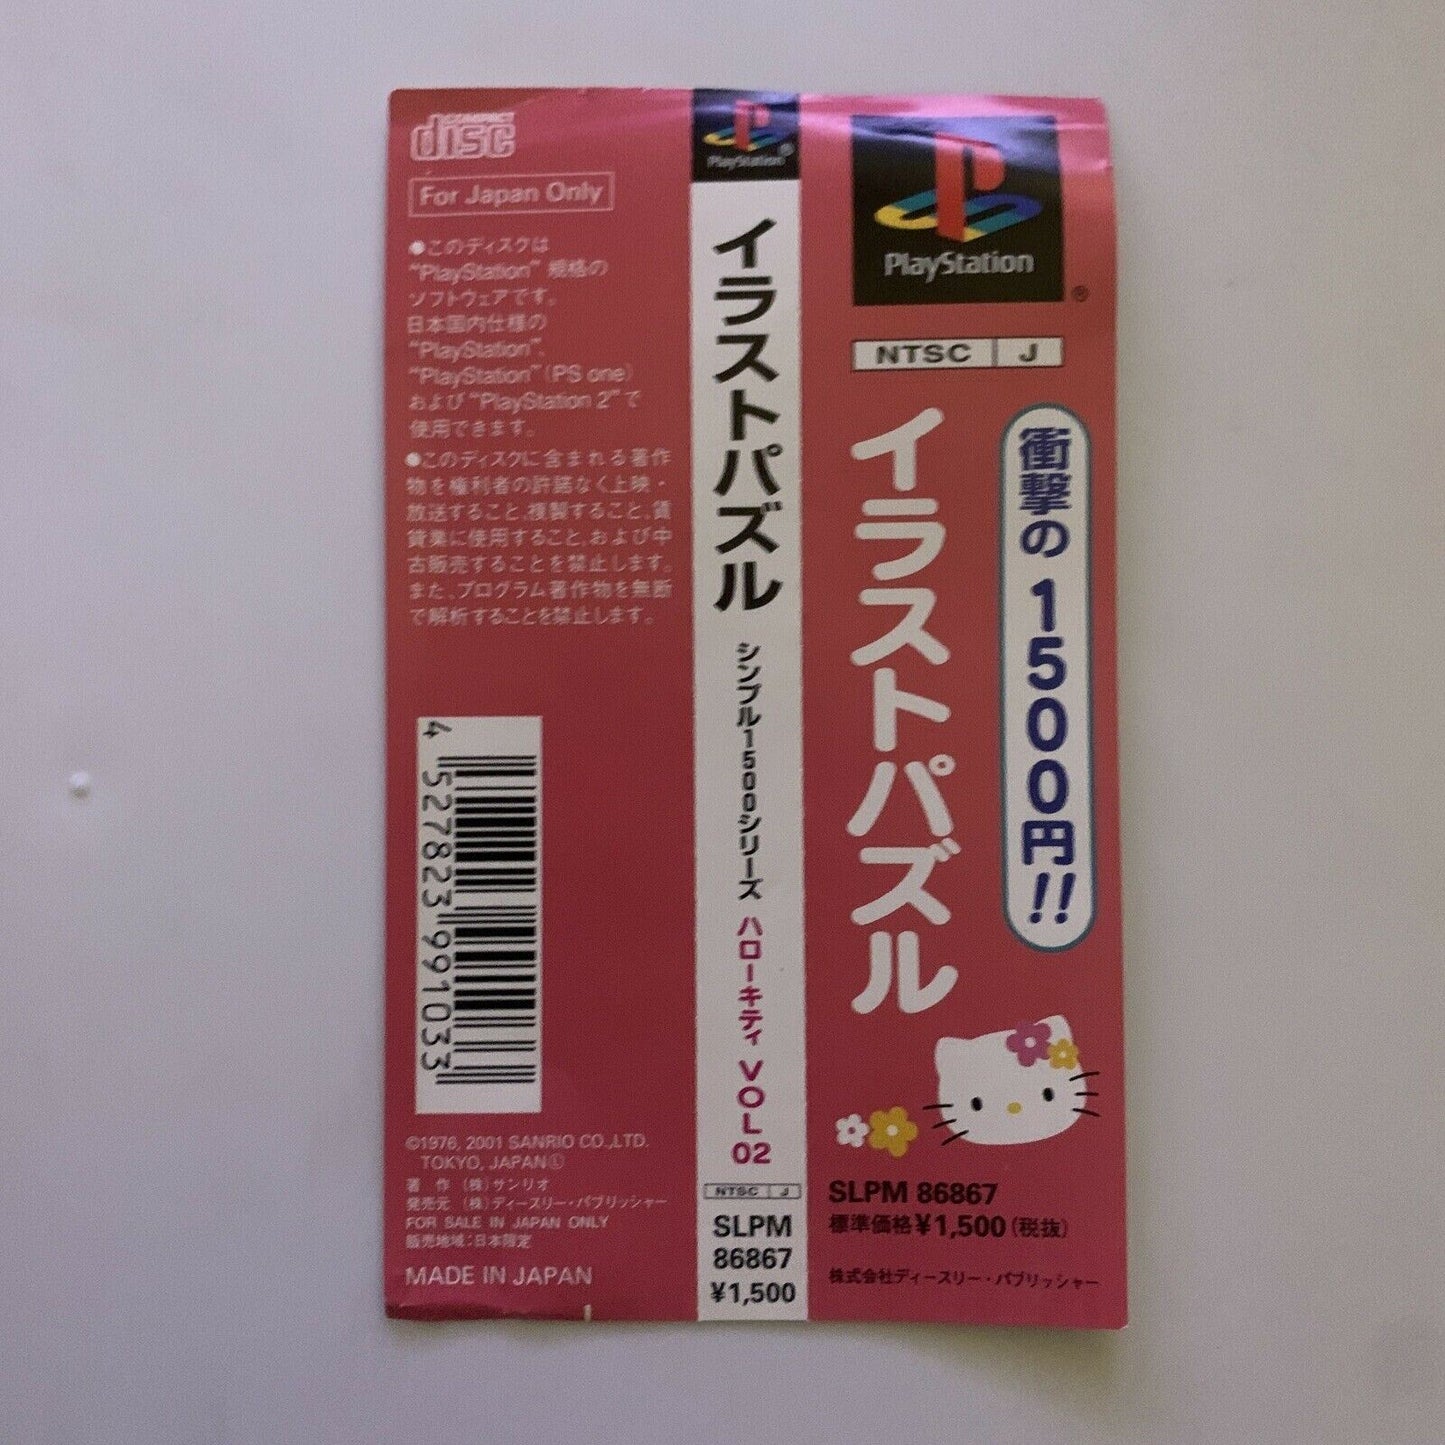 COMPACT
disc
For Japan Only
●このディスクは
"PlayStation" 規格の
ソフトウェアです。
日本国内仕様の
"PlayStation"、
"PlayStation"(PS one)
および"PlayStation 2"で
使用できます。
●このディスクに含まれる著作
物を権利者の許諾なく上映・
放送すること、複製すること、賃
貸業に使用すること、および中
古販売することを禁止します。
また、プログラム著作物を無断
で解析することを禁止します。
4 527823 991033
©1976, 2001 SANRIO CO.,LTD.
TOKYO, JAPANⓁ
著 作 (株)サンリオ
発売元 (株)ディースリー・パブリッシャー
FOR SALE IN JAPAN ONLY
販売地域:日本限定
MADE IN JAPAN
PlayStation®
イラストパズル
シンプル1500シリーズ ハローキティ VOL 02
NTSC J
SLPM
86867
¥1,500
PlayStation
®
NTSC J
衝撃の1500円!!
イラストパズル
SLPM 86867
標準価格¥1,500(税抜)
株式会社ディースリー・パブリッシャー